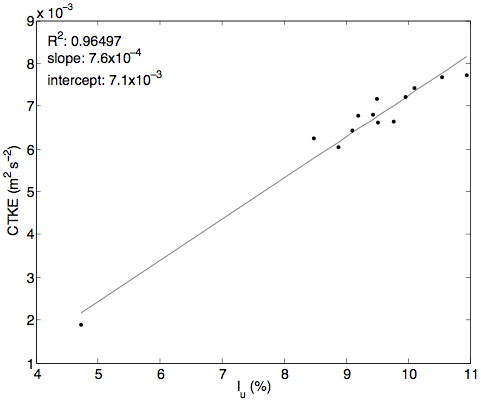 9 x 10⁻³
R²: 0.96497
slope: 7.6x10⁻⁴
intercept: 7.1x10⁻³
8
7
6
5
4
3
2
1
CTKE (m² s⁻²)
4 5 6 7 8 9 10 11
Iᵤ (%)